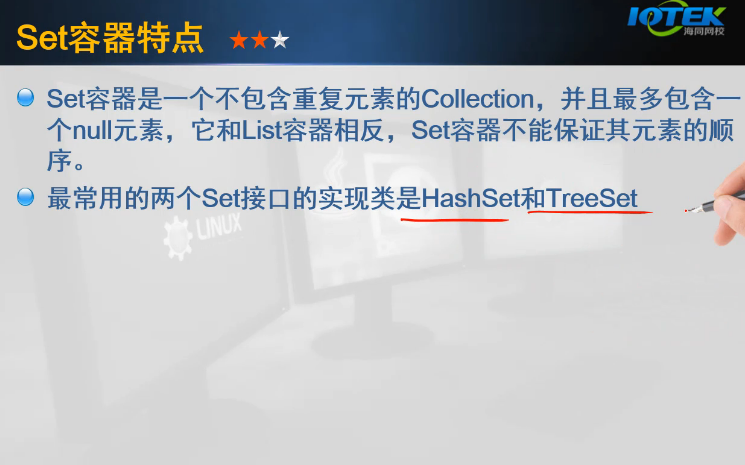 Set容器特点
IOTEK
海同网校
Set容器是一个不包含重复元素的Collection，并且最多包含一
个null元素，它和List容器相反，Set容器不能保证其元素的顺
序。
最常用的两个Set接口的实现类是HashSet和TreeSet
LINUX